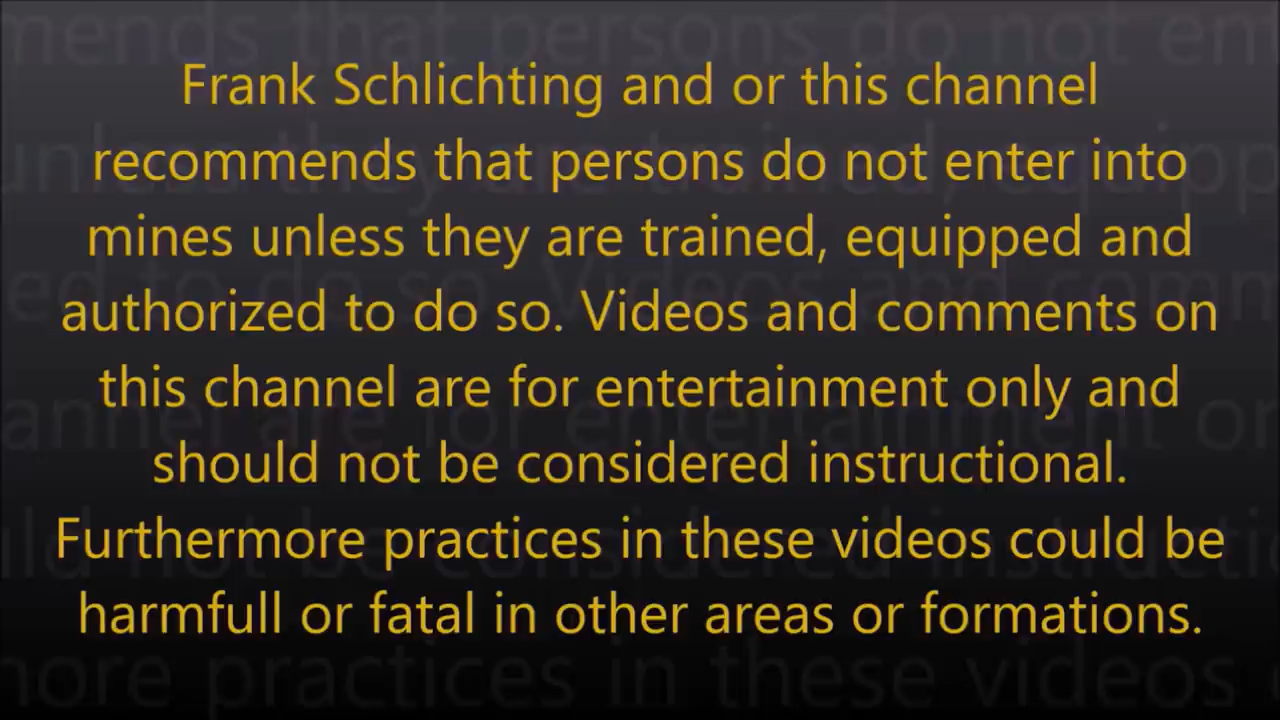 Frank Schlichting and or this channel
recommends that persons do not enter into
mines unless they are trained, equipped and
authorized to do so. Videos and comments on
this channel are for entertainment only and
should not be considered instructional.
Furthermore practices in these videos could be
harmfull or fatal in other areas or formations.